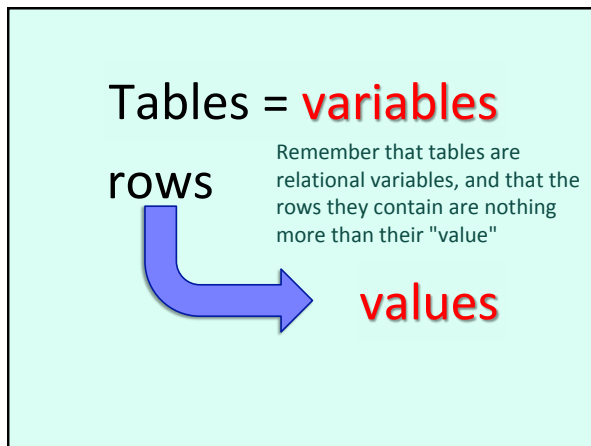 Tables = variables
rows
Remember that tables are
relational variables, and that the
rows they contain are nothing
more than their "value"
values